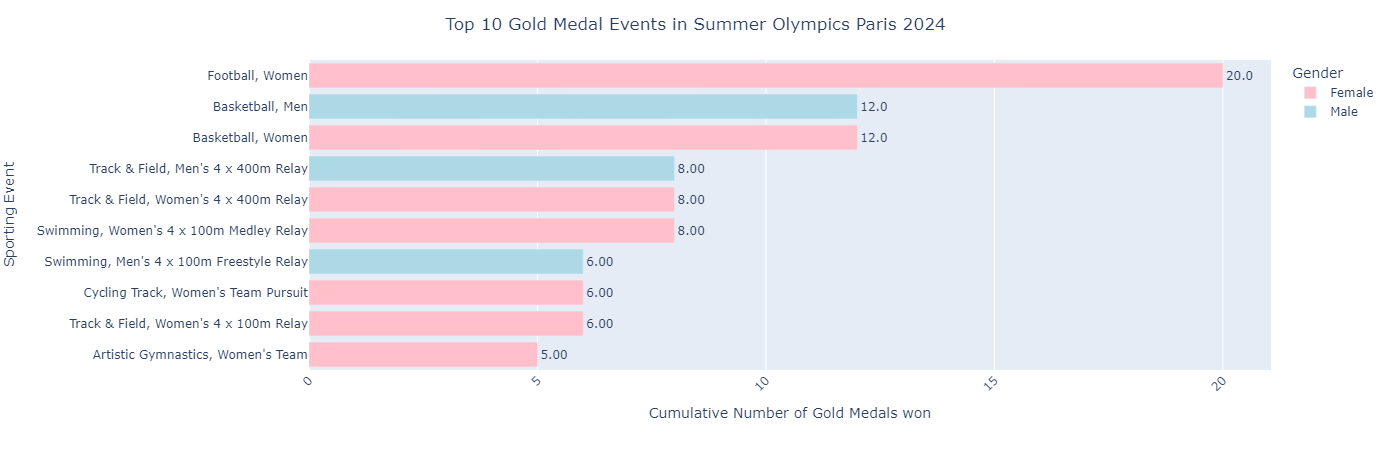 Top 10 Gold Medal Events in Summer Olympics Paris 2024
Sporting Event
Football, Women
20.0
Basketball, Men
12.0
Basketball, Women
12.0
Track & Field, Men's 4 x 400m Relay
8.00
Track & Field, Women's 4 x 400m Relay
8.00
Swimming, Women's 4 x 100m Medley Relay
8.00
Swimming, Men's 4 x 100m Freestyle Relay
6.00
Cycling Track, Women's Team Pursuit
6.00
Track & Field, Women's 4 x 100m Relay
6.00
Artistic Gymnastics, Women's Team
5.00
0
5
10
15
20
Cumulative Number of Gold Medals won
Gender
Female
Male